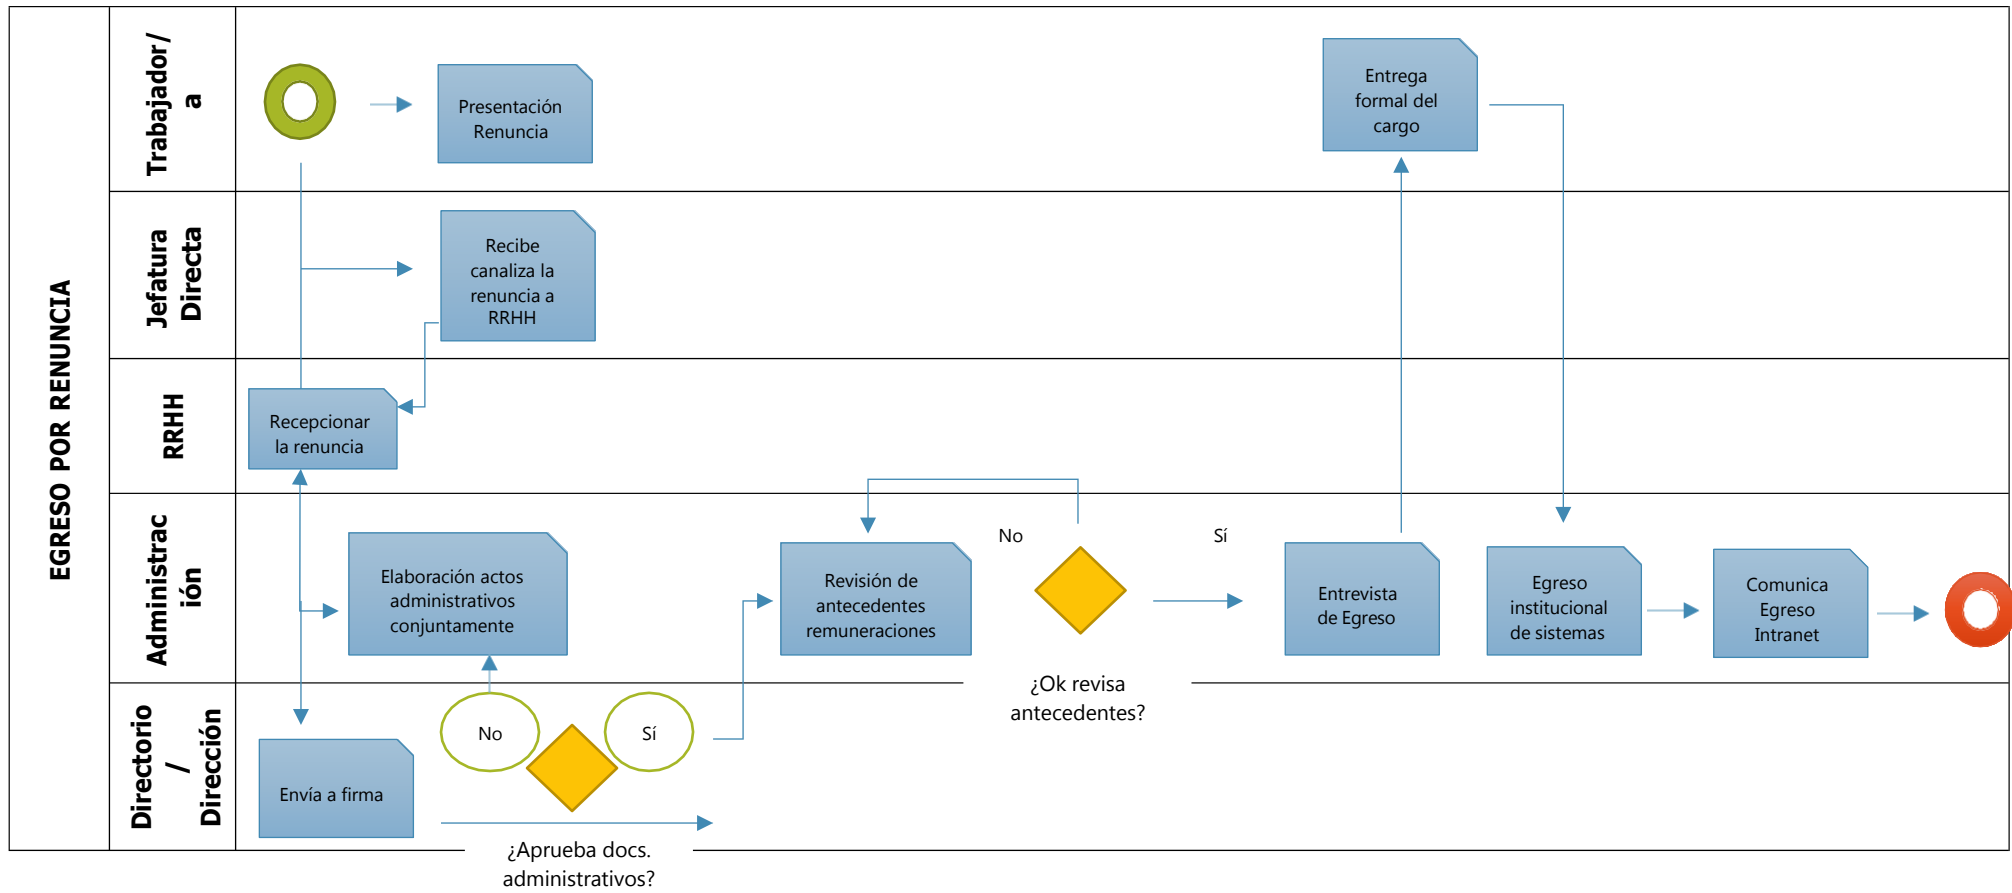 EGRESO POR RENUNCIA
Trabajador/
a
Presentación
Renuncia
Entrega
formal del
cargo
Jefatura
Directa
Recibe
canaliza la
renuncia a
RRHH
RRHH
Recepcionar
la renuncia
Administrac
ión
Elaboración actos
administrativos
conjuntamente
Revisión de
antecedentes
remuneraciones
No
Sí
¿Ok revisa
antecedentes?
Entrevista
de Egreso
Egreso
institucional
de sistemas
Comunica
Egreso
Intranet
Directorio
/
Dirección
Envía a firma
No
Sí
¿Aprueba docs.
administrativos?